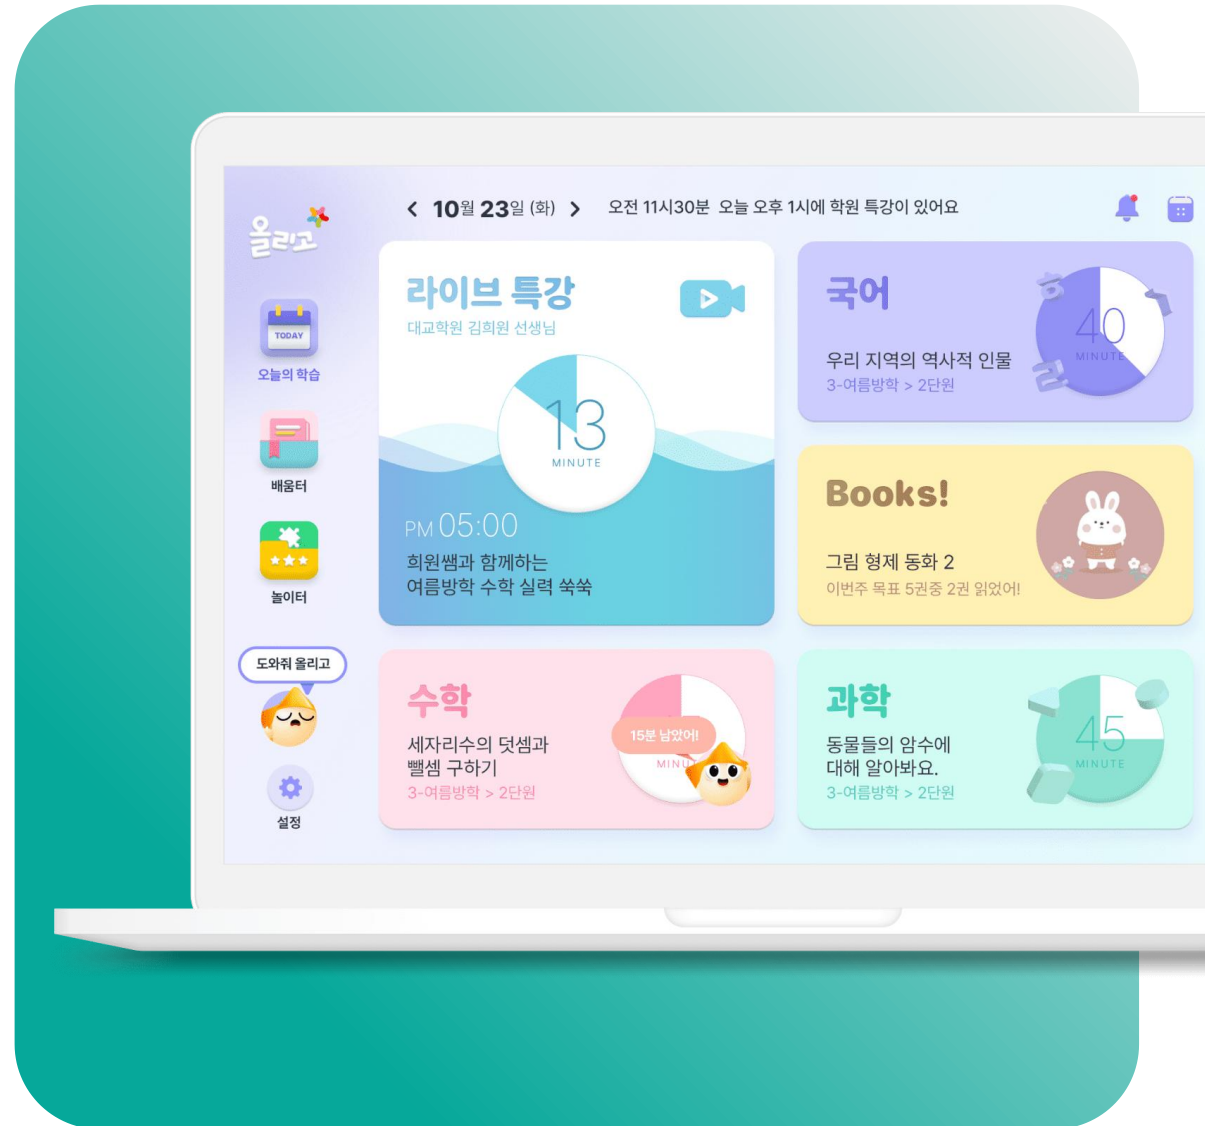 올리고
10월 23일 (화)
오전 11시30분 오늘 오후 1시에 학원 특강이 있어요
TODAY
오늘의 학습
배움터
놀이터
도와줘 올리고
설정
라이브 특강
대교학원 김희원 선생님
13
MINUTE
PM 05:00
희원쌤과 함께하는
여름방학 수학 실력 쑥쑥
국어
우리 지역의 역사적 인물
3-여름방학 > 2단원
ㅎ
ㄱ
ㄹ
40
MINUTE
Books!
그림 형제 동화 2
이번주 목표 5권중 2권 읽었어!
수학
세자리수의 덧셈과
뺄셈 구하기
3-여름방학 > 2단원
15분 남았어!
과학
동물들의 암수에
대해 알아봐요.
3-여름방학 > 2단원
45
MINUTE